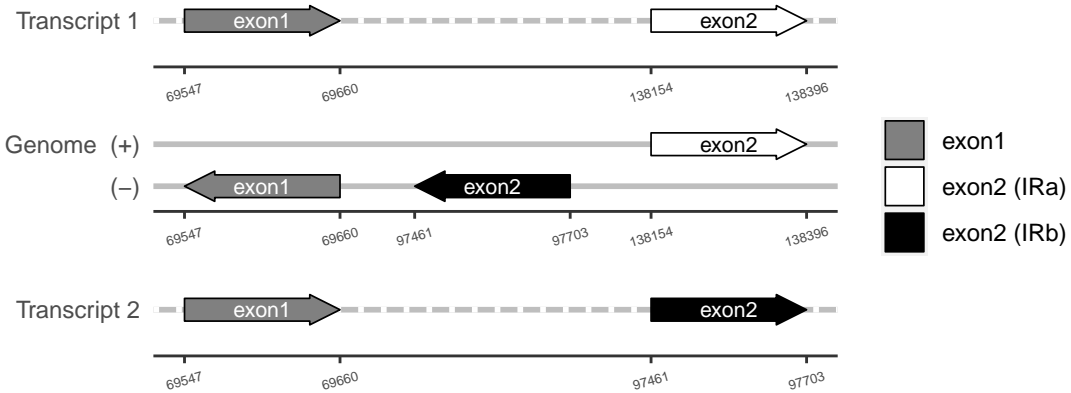 Transcript 1 exon1 exon2
69547 69660 138154 138396
Genome (+) exon2
(−) exon1 exon2
69547 69660 97461 97703 138154 138396
Transcript 2 exon1 exon2
69547 69660 97461 97703
exon1
exon2 (IRa)
exon2 (IRb)